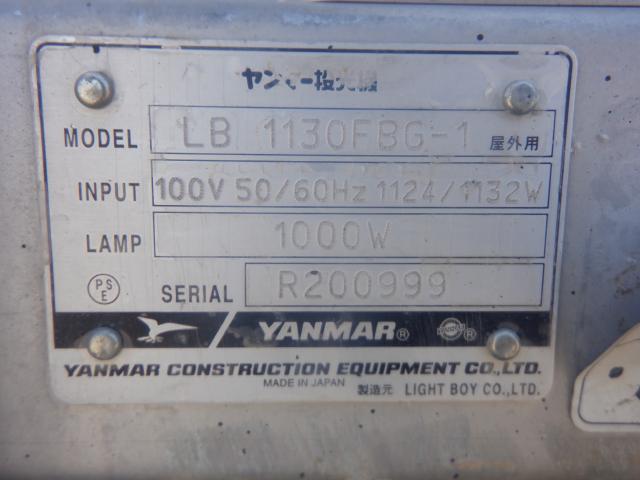 ヤンマー投光機
MODEL LB 1130FBG-1 屋外用
INPUT 100V 50/60Hz 1124/1132W
LAMP 1000W
PSE SERIAL R200999
YANMAR®
YANMAR CONSTRUCTION EQUIPMENT CO.,LTD.
MADE IN JAPAN 製造元 LIGHT BOY CO.,LTD.